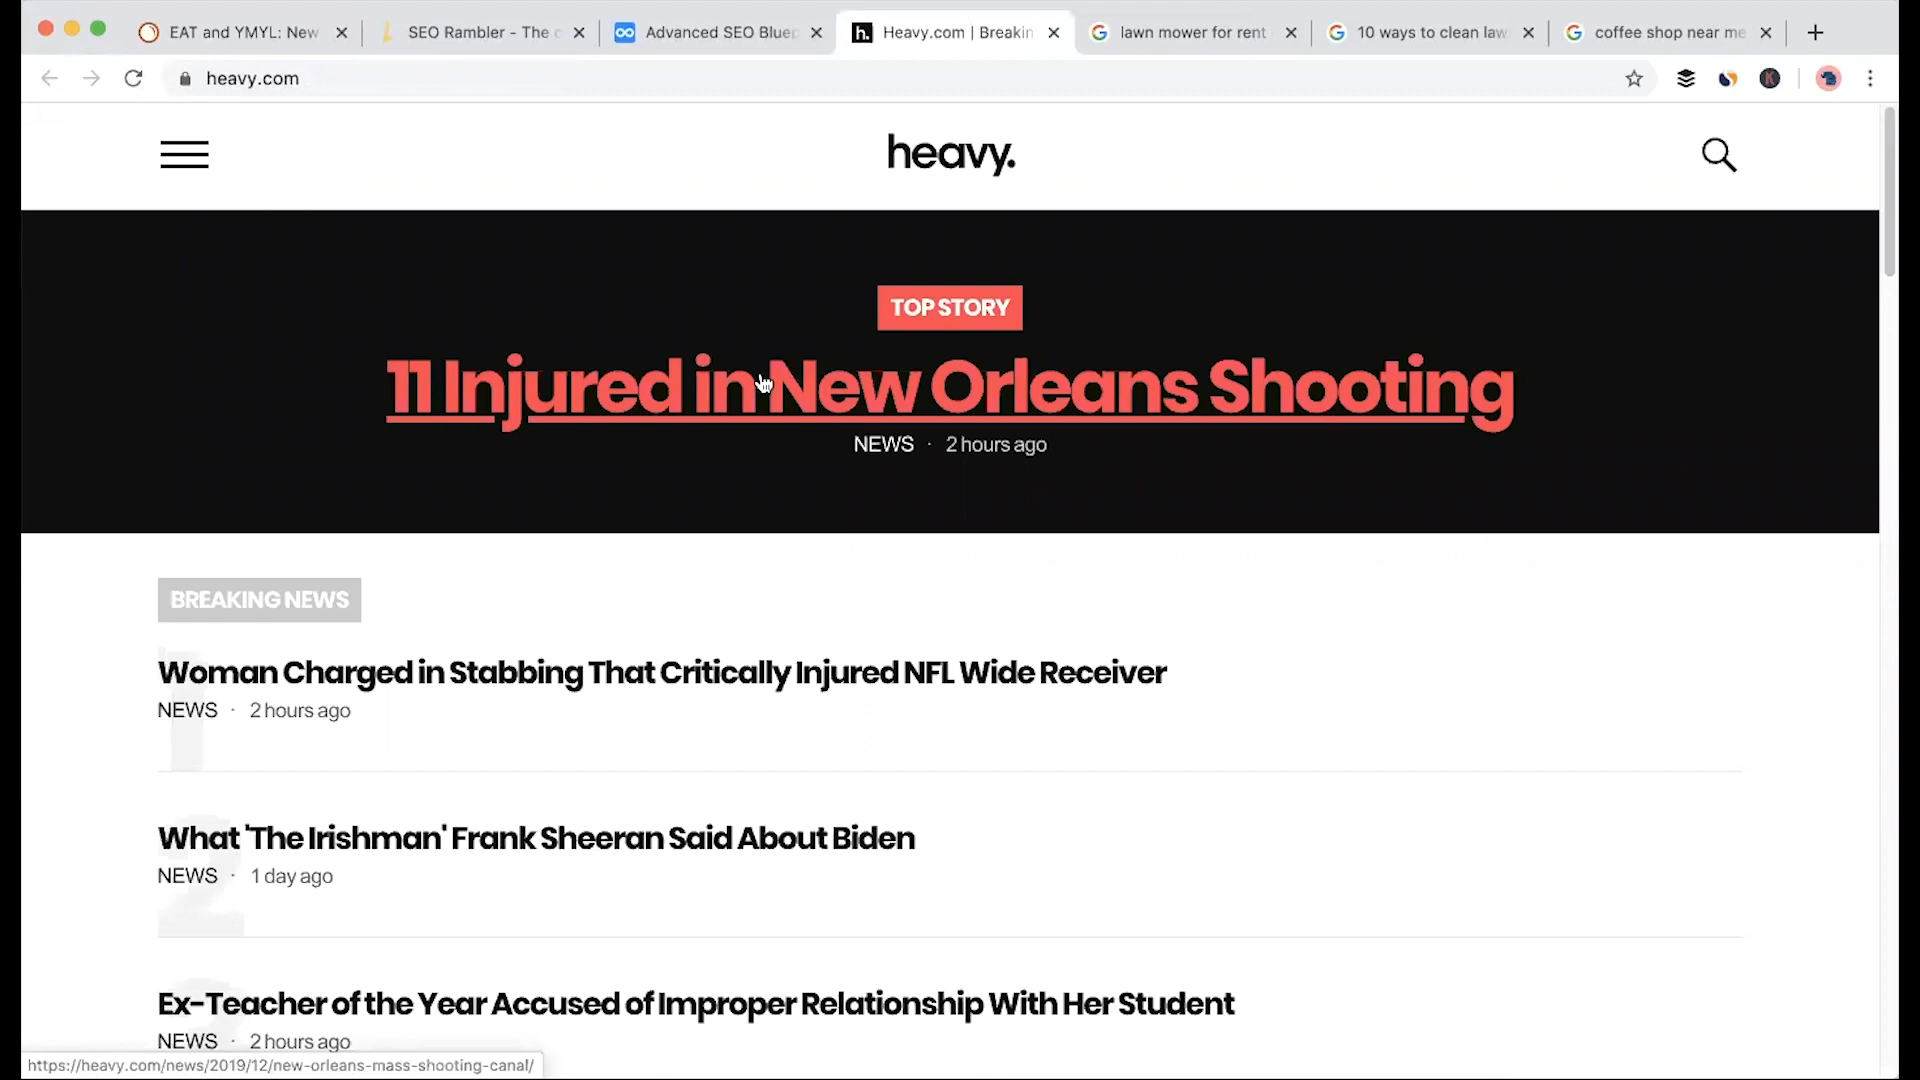 EAT and YMYL: New
SEO Rambler - The
Advanced SEO Bluep
h. Heavy.com | Breakin
lawn mower for rent
10 ways to clean law
coffee shop near me
heavy.com
K
heavy.
TOP STORY
11 Injured in New Orleans Shooting
NEWS · 2 hours ago
BREAKING NEWS
1
Woman Charged in Stabbing That Critically Injured NFL Wide Receiver
NEWS · 2 hours ago
2
What 'The Irishman' Frank Sheeran Said About Biden
NEWS · 1 day ago
Ex-Teacher of the Year Accused of Improper Relationship With Her Student
NEWS · 2 hours ago
https://heavy.com/news/2019/12/new-orleans-mass-shooting-canal/